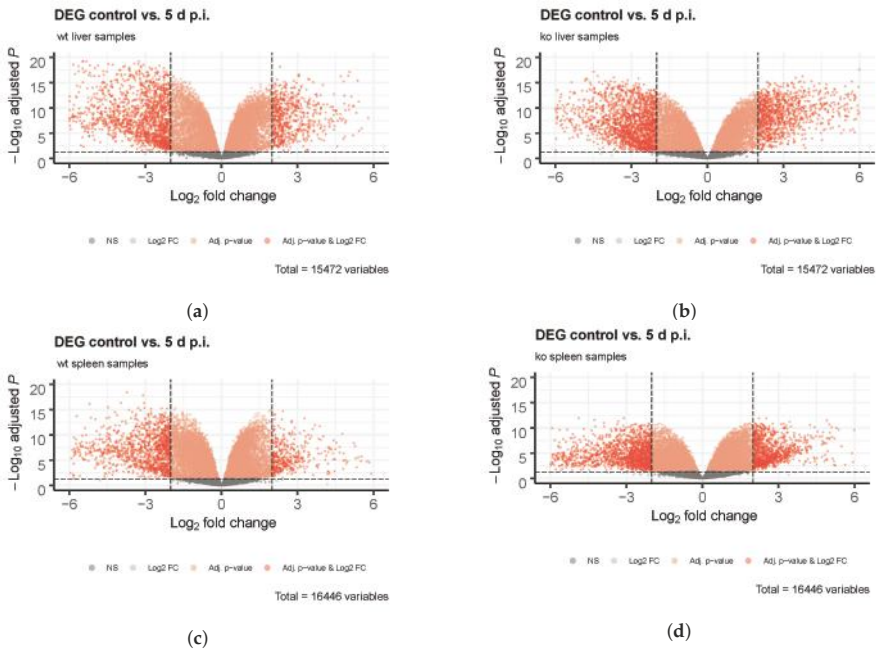 DEG control vs. 5 d p.i.
wt liver samples
20
15
10
5
0
−Log10 adjusted P
−6 −3 0 3 6
Log2 fold change
NS Log2 FC Adj. p−value Adj. p−value & Log2 FC
Total = 15472 variables
(a)
DEG control vs. 5 d p.i.
ko liver samples
20
15
10
5
0
−Log10 adjusted P
−6 −3 0 3 6
Log2 fold change
NS Log2 FC Adj. p−value Adj. p−value & Log2 FC
Total = 15472 variables
(b)
DEG control vs. 5 d p.i.
wt spleen samples
20
15
10
5
0
−Log10 adjusted P
−6 −3 0 3 6
Log2 fold change
NS Log2 FC Adj. p−value Adj. p−value & Log2 FC
Total = 16446 variables
(c)
DEG control vs. 5 d p.i.
ko spleen samples
20
15
10
5
0
−Log10 adjusted P
−6 −3 0 3 6
Log2 fold change
NS Log2 FC Adj. p−value Adj. p−value & Log2 FC
Total = 16446 variables
(d)